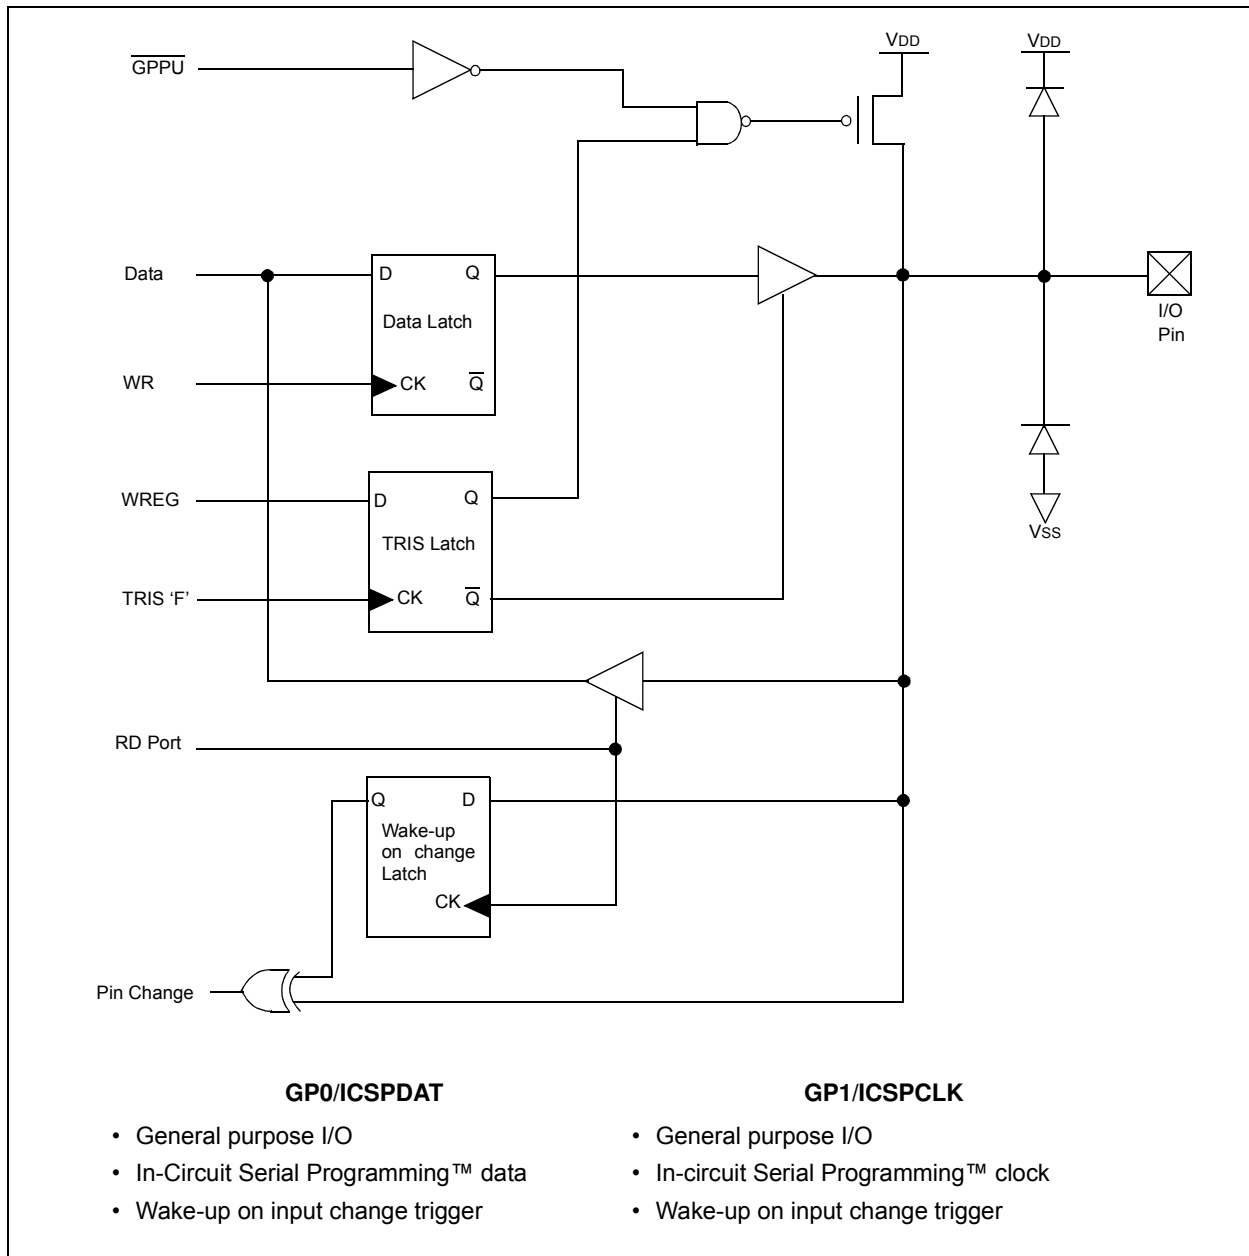 VDD
VDD
GPPU
Data
D
Q
Data Latch
I/O
Pin
WR
CK
Q
WREG
D
Q
TRIS Latch
VSS
TRIS ‘F’
CK
Q
RD Port
Q
D
Wake-up
on change
Latch
CK
Pin Change
GP0/ICSPDAT
• General purpose I/O
• In-Circuit Serial Programming™ data
• Wake-up on input change trigger
GP1/ICSPCLK
• General purpose I/O
• In-circuit Serial Programming™ clock
• Wake-up on input change trigger